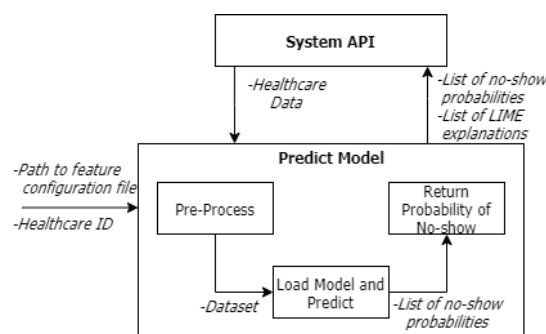 System API
-Healthcare
Data
-List of no-show
probabilities
-List of LIME
explanations
Predict Model
-Path to feature
configuration file
-Healthcare ID
Pre-Process
Return
Probability of
No-show
Load Model and
Predict
-Dataset
-List of no-show
probabilities